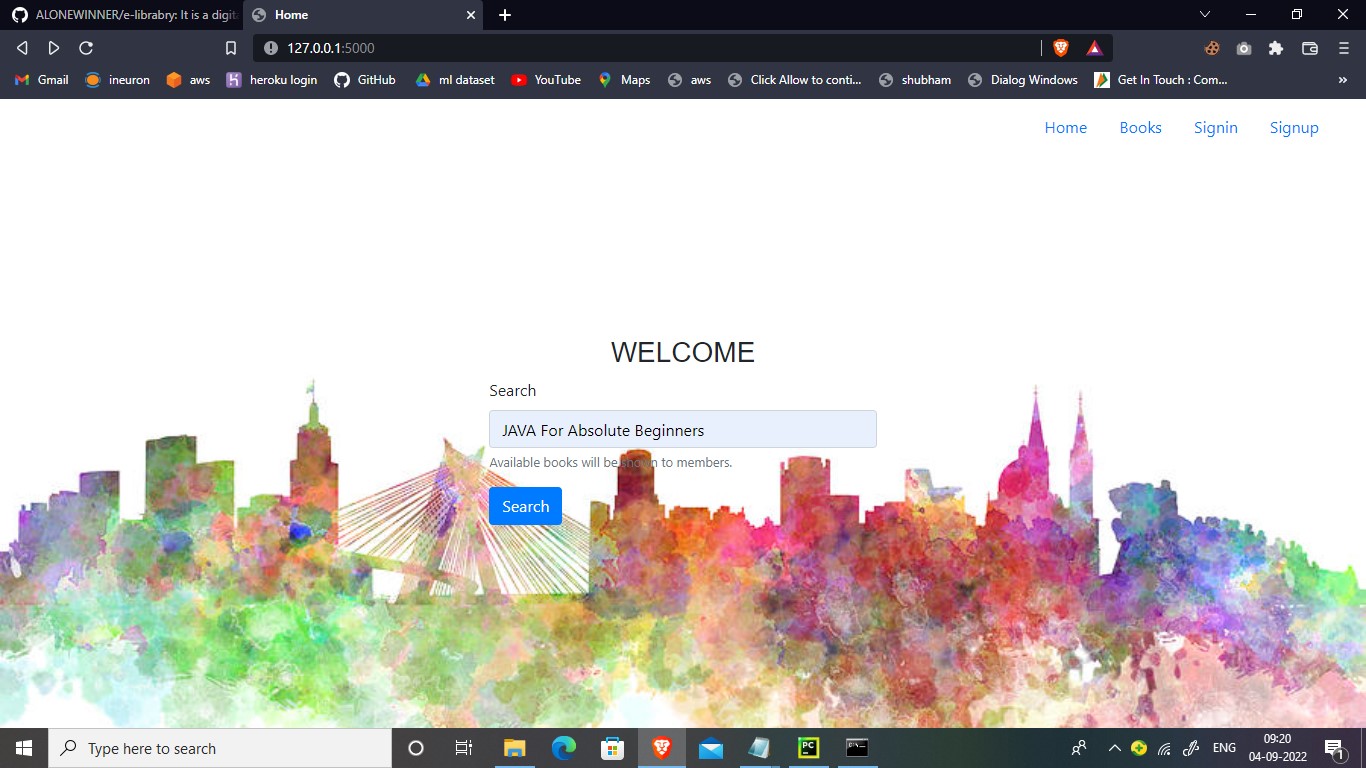 ALONEWINNER/e-librabry: It is a digit
Home
127.0.0.1:5000
Gmail ineuron aws heroku login GitHub ml dataset YouTube Maps aws Click Allow to conti... shubham Dialog Windows Get In Touch : Com... »
Home Books Signin Signup
WELCOME
Search
JAVA For Absolute Beginners
Available books will be shown to members.
Search
Type here to search
PC
ENG
09:20
04-09-2022
1